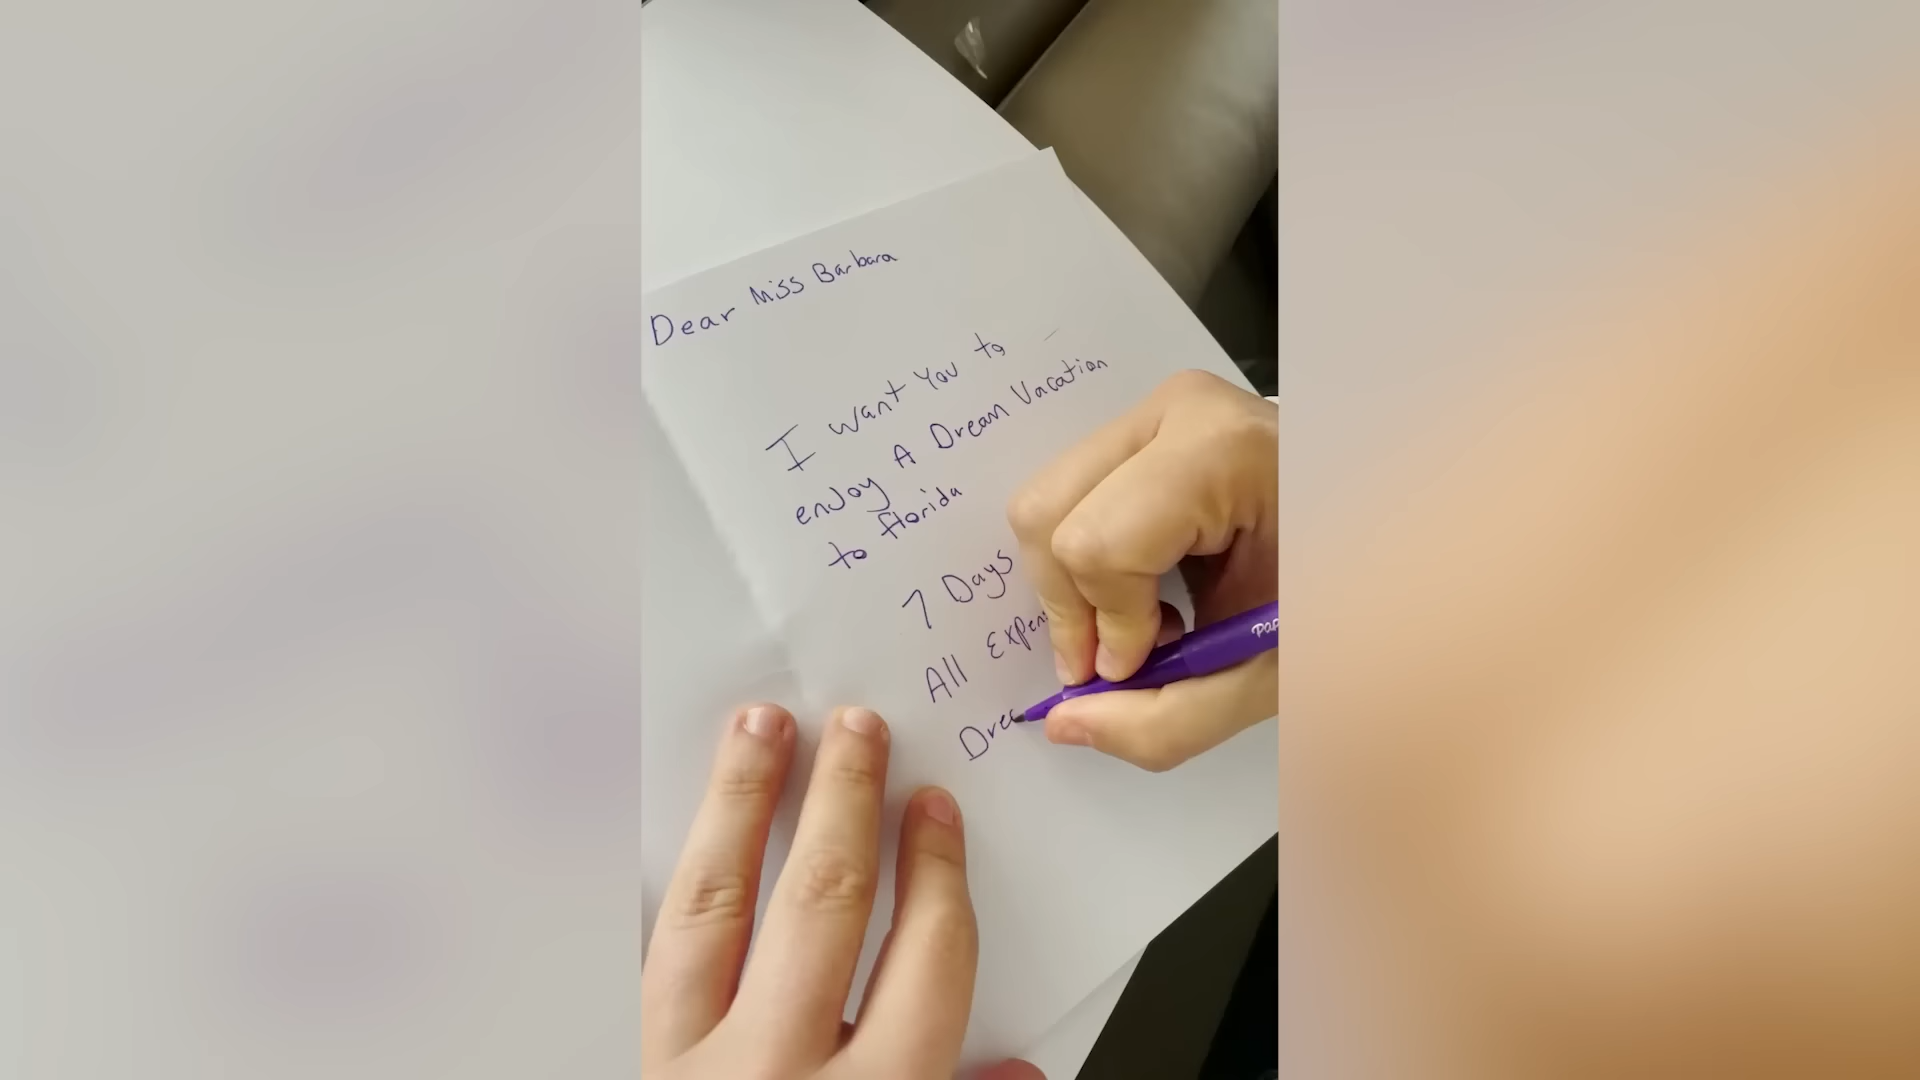 Dear Miss Barbara
I want You to
enJoy A Dream Vacation
to florida
7 Days
All